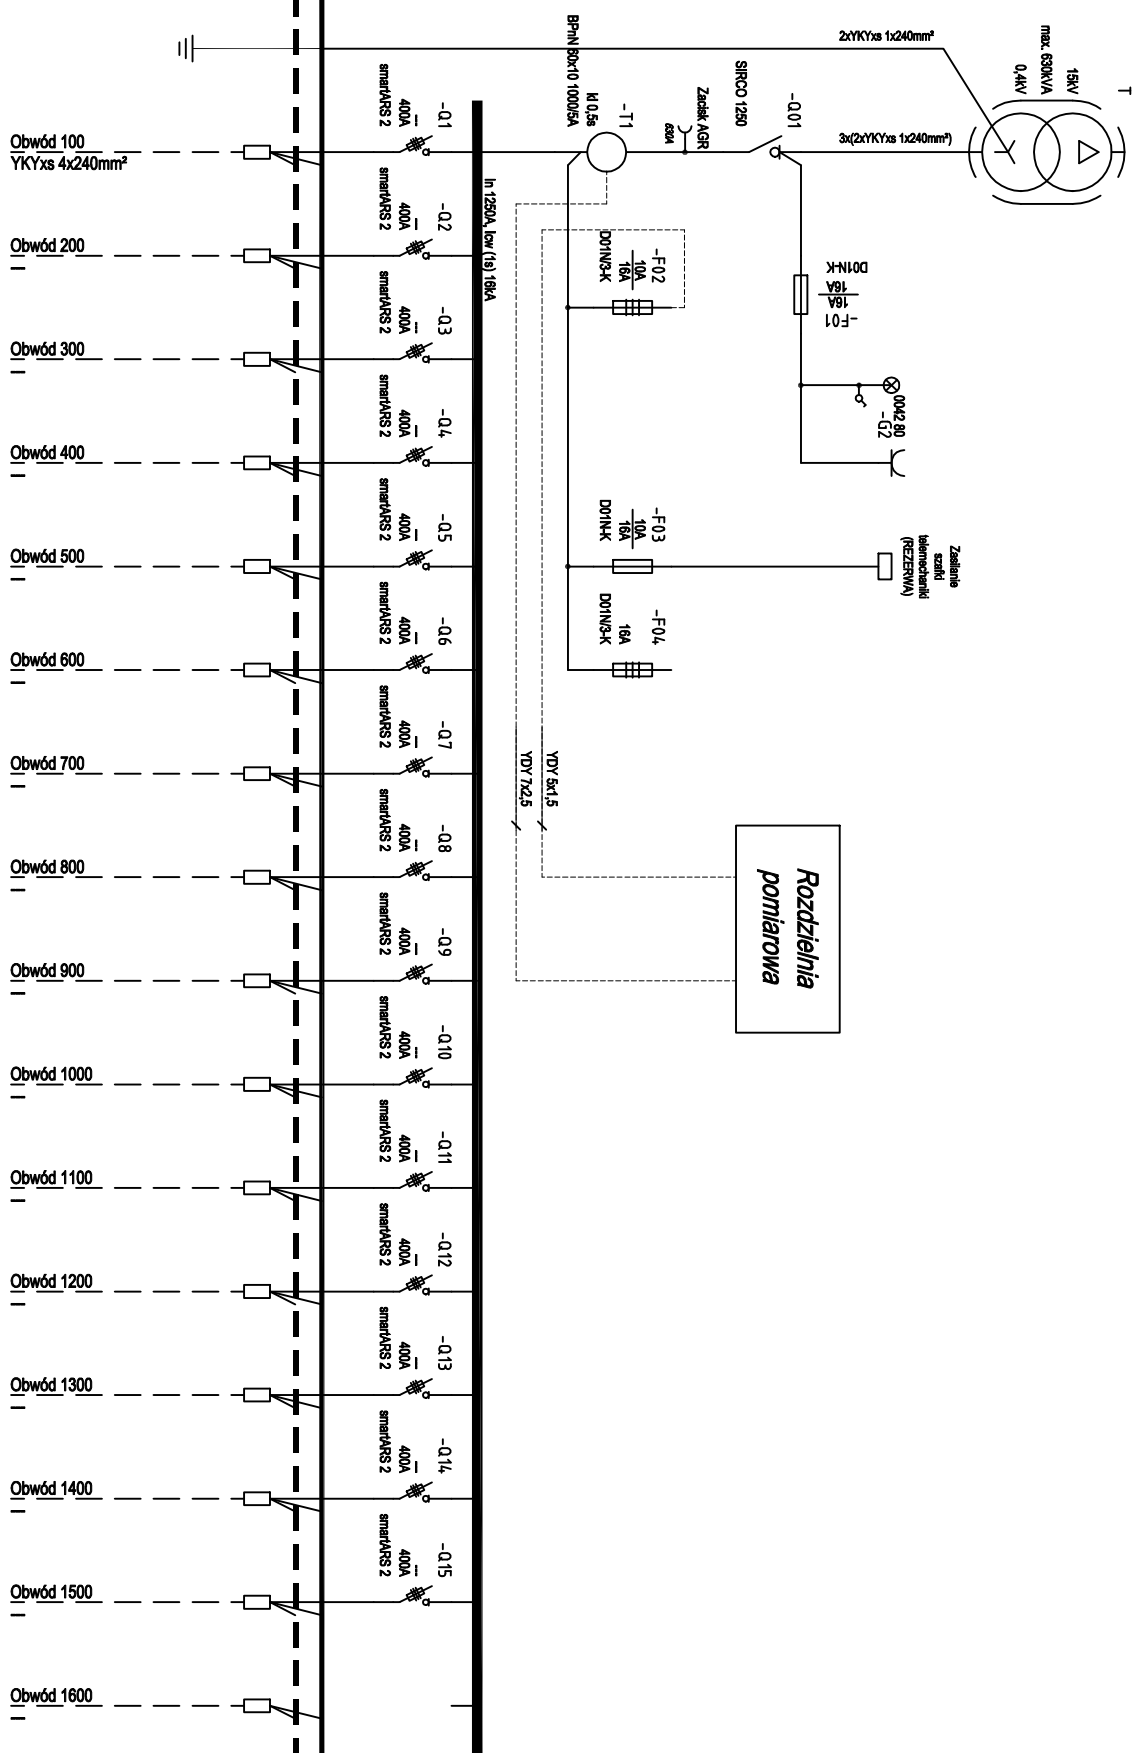 T
15kV
max. 630kVA
0,4kV
2xYKYxs 1x240mm²
3x(2xYKYxs 1x240mm²)
-Q01
SIRCO 1250
Zacisk AGR
630A
-T1
kl 0,5s
BPnN 60x10 1000/5A
-F01
16A
16A
D01N-K
0042 80
-G2
-F02
10A
16A
D01N/3-K
-F03
10A
16A
D01N-K
-F04
16A
D01N/3-K
Zasilanie
szafki
telemechaniki
(REZERWA)
YDY 5x1,5
YDY 7x2,5
Rozdzielnia
pomiarowa
In 1250A, Icw (1s) 16kA
-Q1
---
400A
smartARS 2
Obwód 100
YKYxs 4x240mm²
-Q2
---
400A
smartARS 2
Obwód 200
---
-Q3
---
400A
smartARS 2
Obwód 300
---
-Q4
---
400A
smartARS 2
Obwód 400
---
-Q5
---
400A
smartARS 2
Obwód 500
---
-Q6
---
400A
smartARS 2
Obwód 600
---
-Q7
---
400A
smartARS 2
Obwód 700
---
-Q8
---
400A
smartARS 2
Obwód 800
---
-Q9
---
400A
smartARS 2
Obwód 900
---
-Q10
---
400A
smartARS 2
Obwód 1000
---
-Q11
---
400A
smartARS 2
Obwód 1100
---
-Q12
---
400A
smartARS 2
Obwód 1200
---
-Q13
---
400A
smartARS 2
Obwód 1300
---
-Q14
---
400A
smartARS 2
Obwód 1400
---
-Q15
---
400A
smartARS 2
Obwód 1500
---
Obwód 1600
---